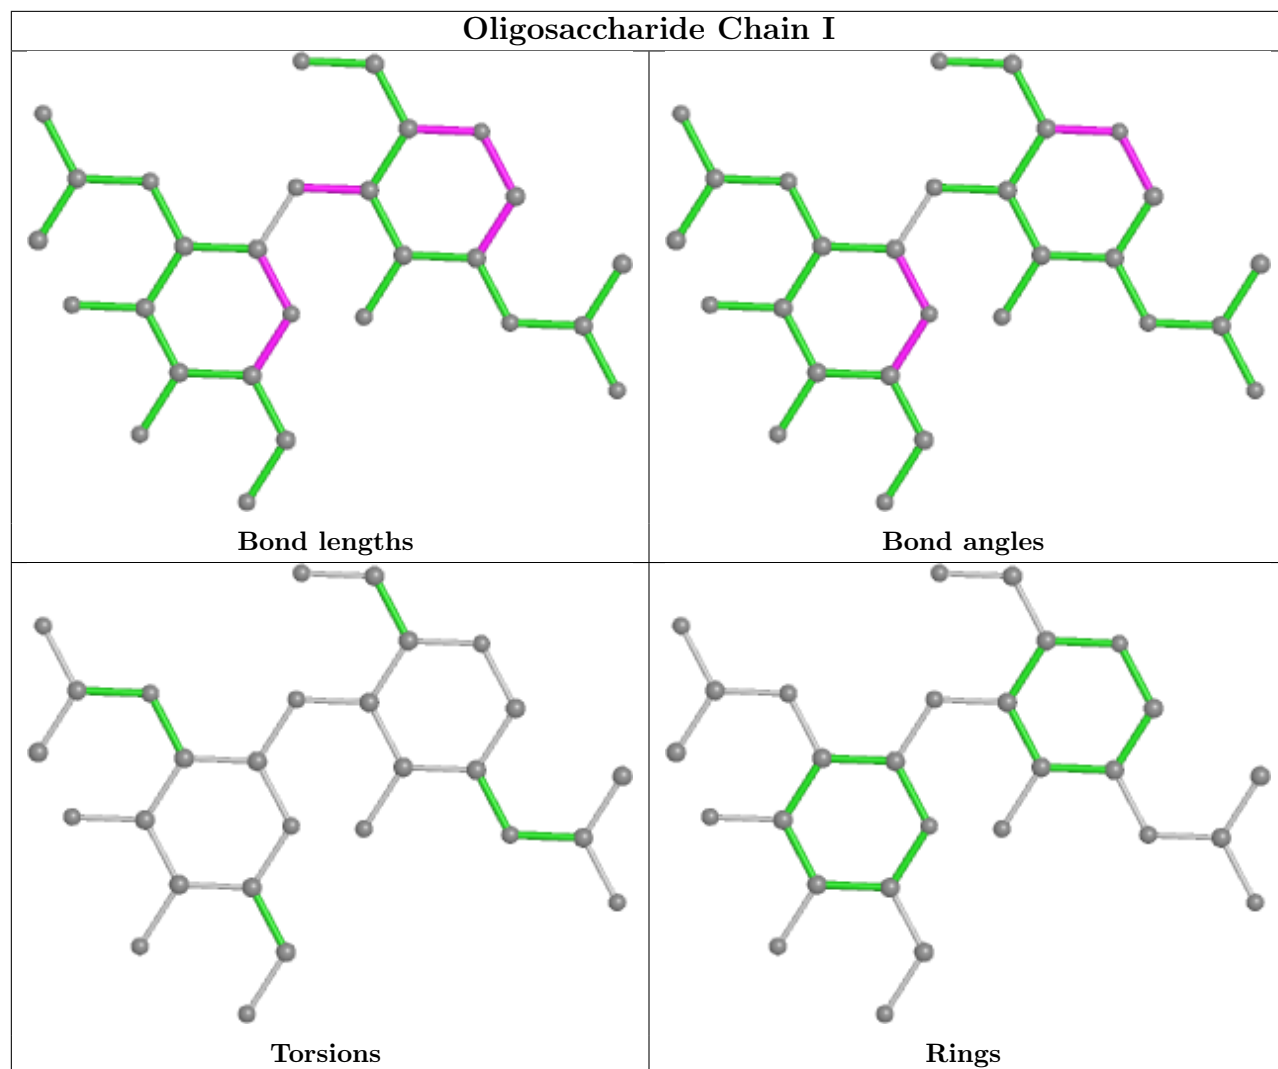 Oligosaccharide Chain I
Bond lengths
Bond angles
Torsions
Rings